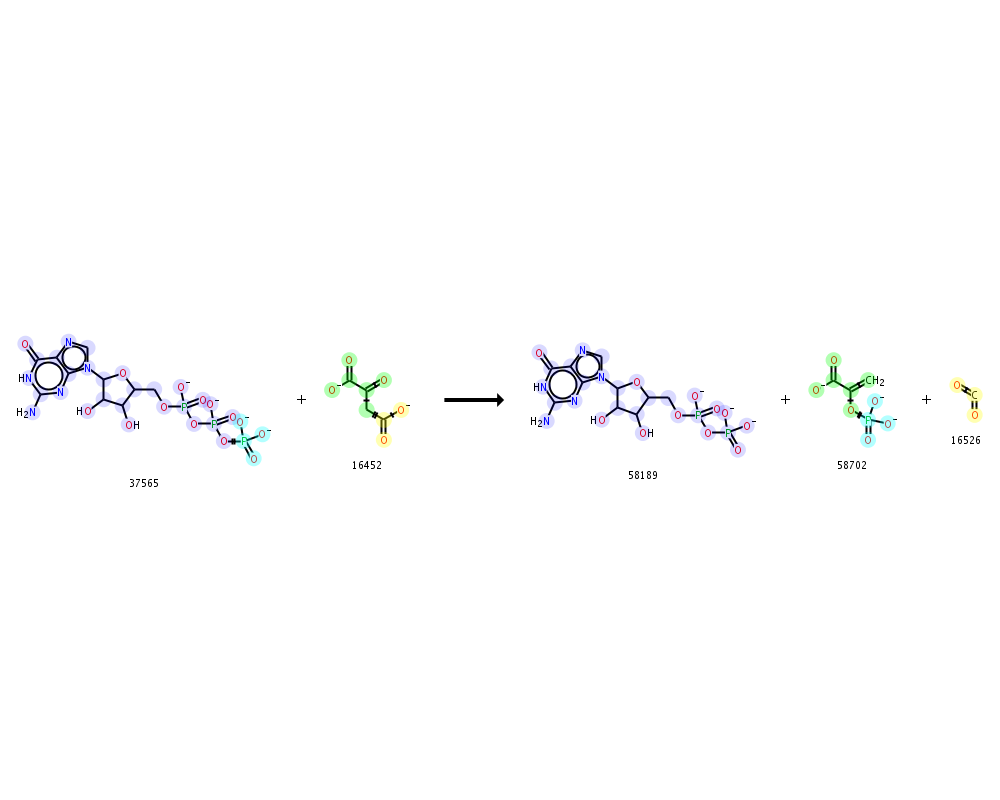 O N
N O O⁻
HN N O O O⁻ O⁻
H₂N N HO OH O P O P O P O⁻ O O
+
O O⁻ O O⁻ O
O N
N O O⁻
HN N O O O⁻
H₂N N HO OH O P O P O⁻ O
+
O O⁻ CH₂ O O⁻ P O⁻ O
+
O C O
37565
16452
58189
58702
16526